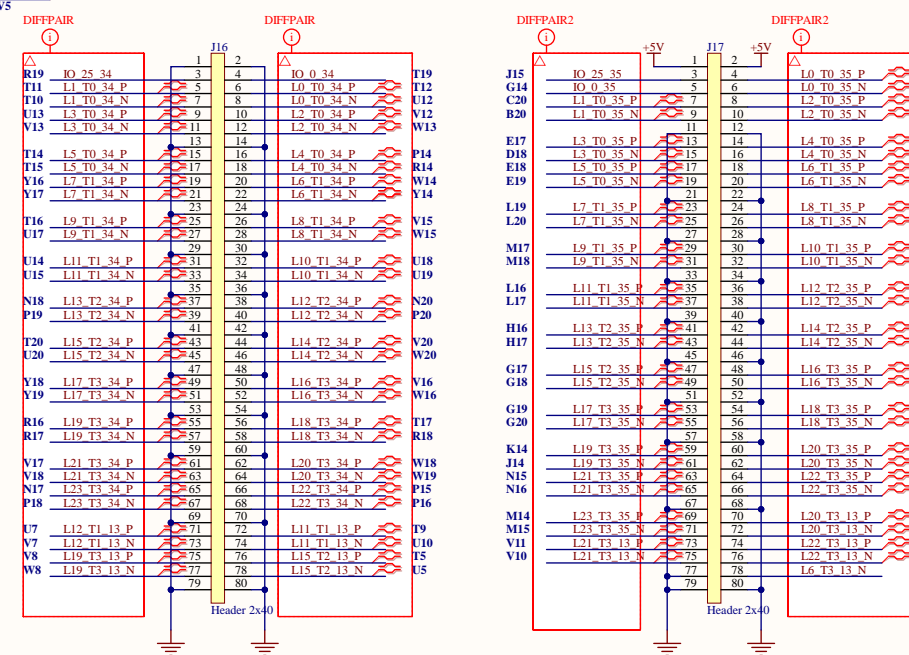 V5
DIFFPAIR DIFFPAIR DIFFPAIR2 DIFFPAIR2
i i i i
J16 +5V J17 +5V
1 2 1 2
R19 IO_25_34 3 4 IO_0_34 T19 J15 IO_25_35 3 4 L0_T0_35_P
T11 L1_T0_34_P 5 6 L0_T0_34_P T12 G14 IO_0_35 5 6 L0_T0_35_N
T10 L1_T0_34_N 7 8 L0_T0_34_N U12 C20 L1_T0_35_P 7 8 L2_T0_35_P
U13 L3_T0_34_P 9 10 L2_T0_34_P V12 B20 L1_T0_35_N 9 10 L2_T0_35_N
V13 L3_T0_34_N 11 12 L2_T0_34_N W13 11 12
13 14 E17 L3_T0_35_P 13 14 L4_T0_35_P
T14 L5_T0_34_P 15 16 L4_T0_34_P P14 D18 L3_T0_35_N 15 16 L4_T0_35_N
T15 L5_T0_34_N 17 18 L4_T0_34_N R14 E18 L5_T0_35_P 17 18 L6_T1_35_P
Y16 L7_T1_34_P 19 20 L6_T1_34_P W14 E19 L5_T0_35_N 19 20 L6_T1_35_N
Y17 L7_T1_34_N 21 22 L6_T1_34_N Y14 21 22
23 24 L19 L7_T1_35_P 23 24 L8_T1_35_P
T16 L9_T1_34_P 25 26 L8_T1_34_P V15 L20 L7_T1_35_N 25 26 L8_T1_35_N
U17 L9_T1_34_N 27 28 L8_T1_34_N W15 27 28
29 30 M17 L9_T1_35_P 29 30 L10_T1_35_P
U14 L11_T1_34_P 31 32 L10_T1_34_P U18 M18 L9_T1_35_N 31 32 L10_T1_35_N
U15 L11_T1_34_N 33 34 L10_T1_34_N U19 33 34
35 36 L16 L11_T1_35_P 35 36 L12_T2_35_P
N18 L13_T2_34_P 37 38 L12_T2_34_P N20 L17 L11_T1_35_N 37 38 L12_T2_35_N
P19 L13_T2_34_N 39 40 L12_T2_34_N P20 39 40
41 42 H16 L13_T2_35_P 41 42 L14_T2_35_P
T20 L15_T2_34_P 43 44 L14_T2_34_P V20 H17 L13_T2_35_N 43 44 L14_T2_35_N
U20 L15_T2_34_N 45 46 L14_T2_34_N W20 45 46
47 48 G17 L15_T2_35_P 47 48 L16_T3_35_P
Y18 L17_T3_34_P 49 50 L16_T3_34_P V16 G18 L15_T2_35_N 49 50 L16_T3_35_N
Y19 L17_T3_34_N 51 52 L16_T3_34_N W16 51 52
53 54 G19 L17_T3_35_P 53 54 L18_T3_35_P
R16 L19_T3_34_P 55 56 L18_T3_34_P T17 G20 L17_T3_35_N 55 56 L18_T3_35_N
R17 L19_T3_34_N 57 58 L18_T3_34_N R18 57 58
59 60 K14 L19_T3_35_P 59 60 L20_T3_35_P
V17 L21_T3_34_P 61 62 L20_T3_34_P W18 J14 L19_T3_35_N 61 62 L20_T3_35_N
V18 L21_T3_34_N 63 64 L20_T3_34_N W19 N15 L21_T3_35_P 63 64 L22_T3_35_P
N17 L23_T3_34_P 65 66 L22_T3_34_P P15 N16 L21_T3_35_N 65 66 L22_T3_35_N
P18 L23_T3_34_N 67 68 L22_T3_34_N P16 67 68
69 70 M14 L23_T3_35_P 69 70 L20_T3_13_P
U7 L12_T1_13_P 71 72 L11_T1_13_P T9 M15 L23_T3_35_N 71 72 L20_T3_13_N
V7 L12_T1_13_N 73 74 L11_T1_13_N U10 V11 L21_T3_13_P 73 74 L22_T3_13_P
V8 L19_T3_13_P 75 76 L15_T2_13_P T5 V10 L21_T3_13_N 75 76 L22_T3_13_N
W8 L19_T3_13_N 77 78 L15_T2_13_N U5 77 78 L6_T3_13_N
79 80 79 80
Header 2x40 Header 2x40